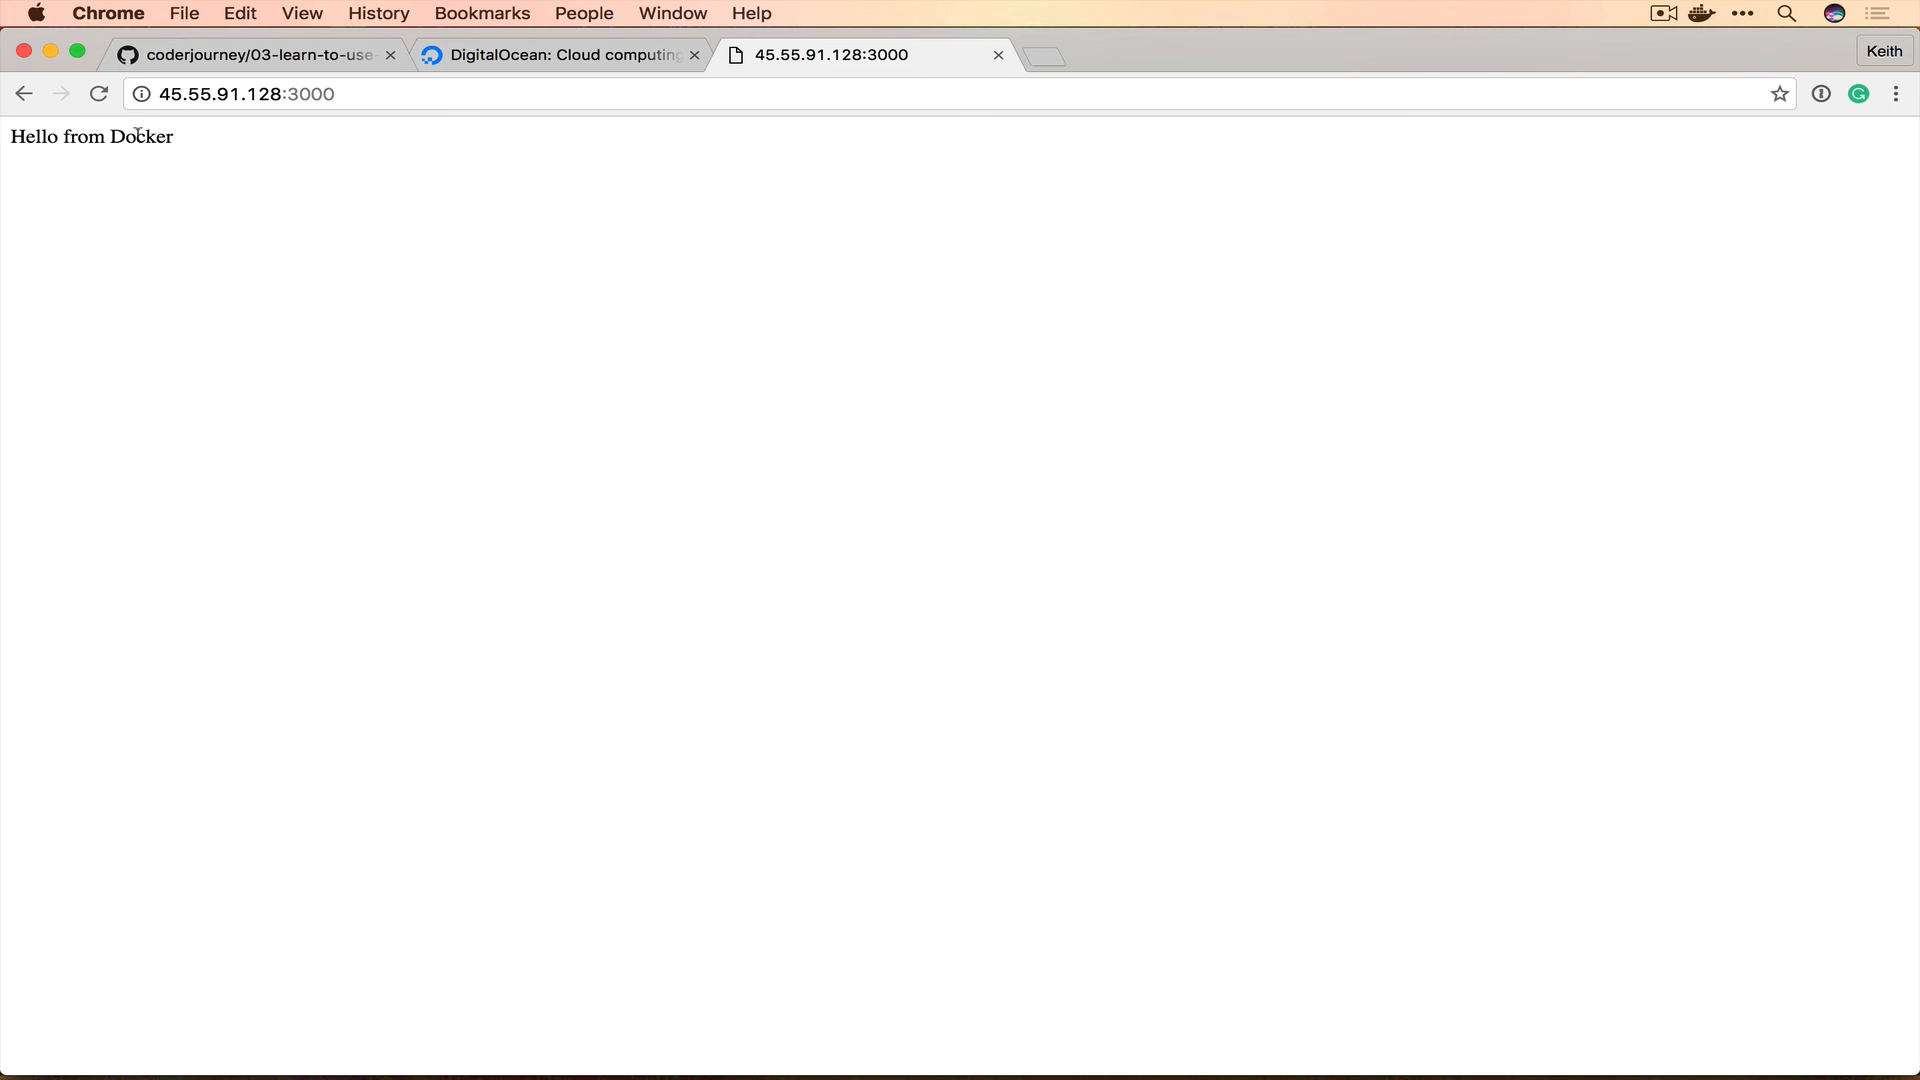 Chrome File Edit View History Bookmarks People Window Help
coderjourney/03-learn-to-use- DigitalOcean: Cloud computing 45.55.91.128:3000 Keith
45.55.91.128:3000
Hello from Docker